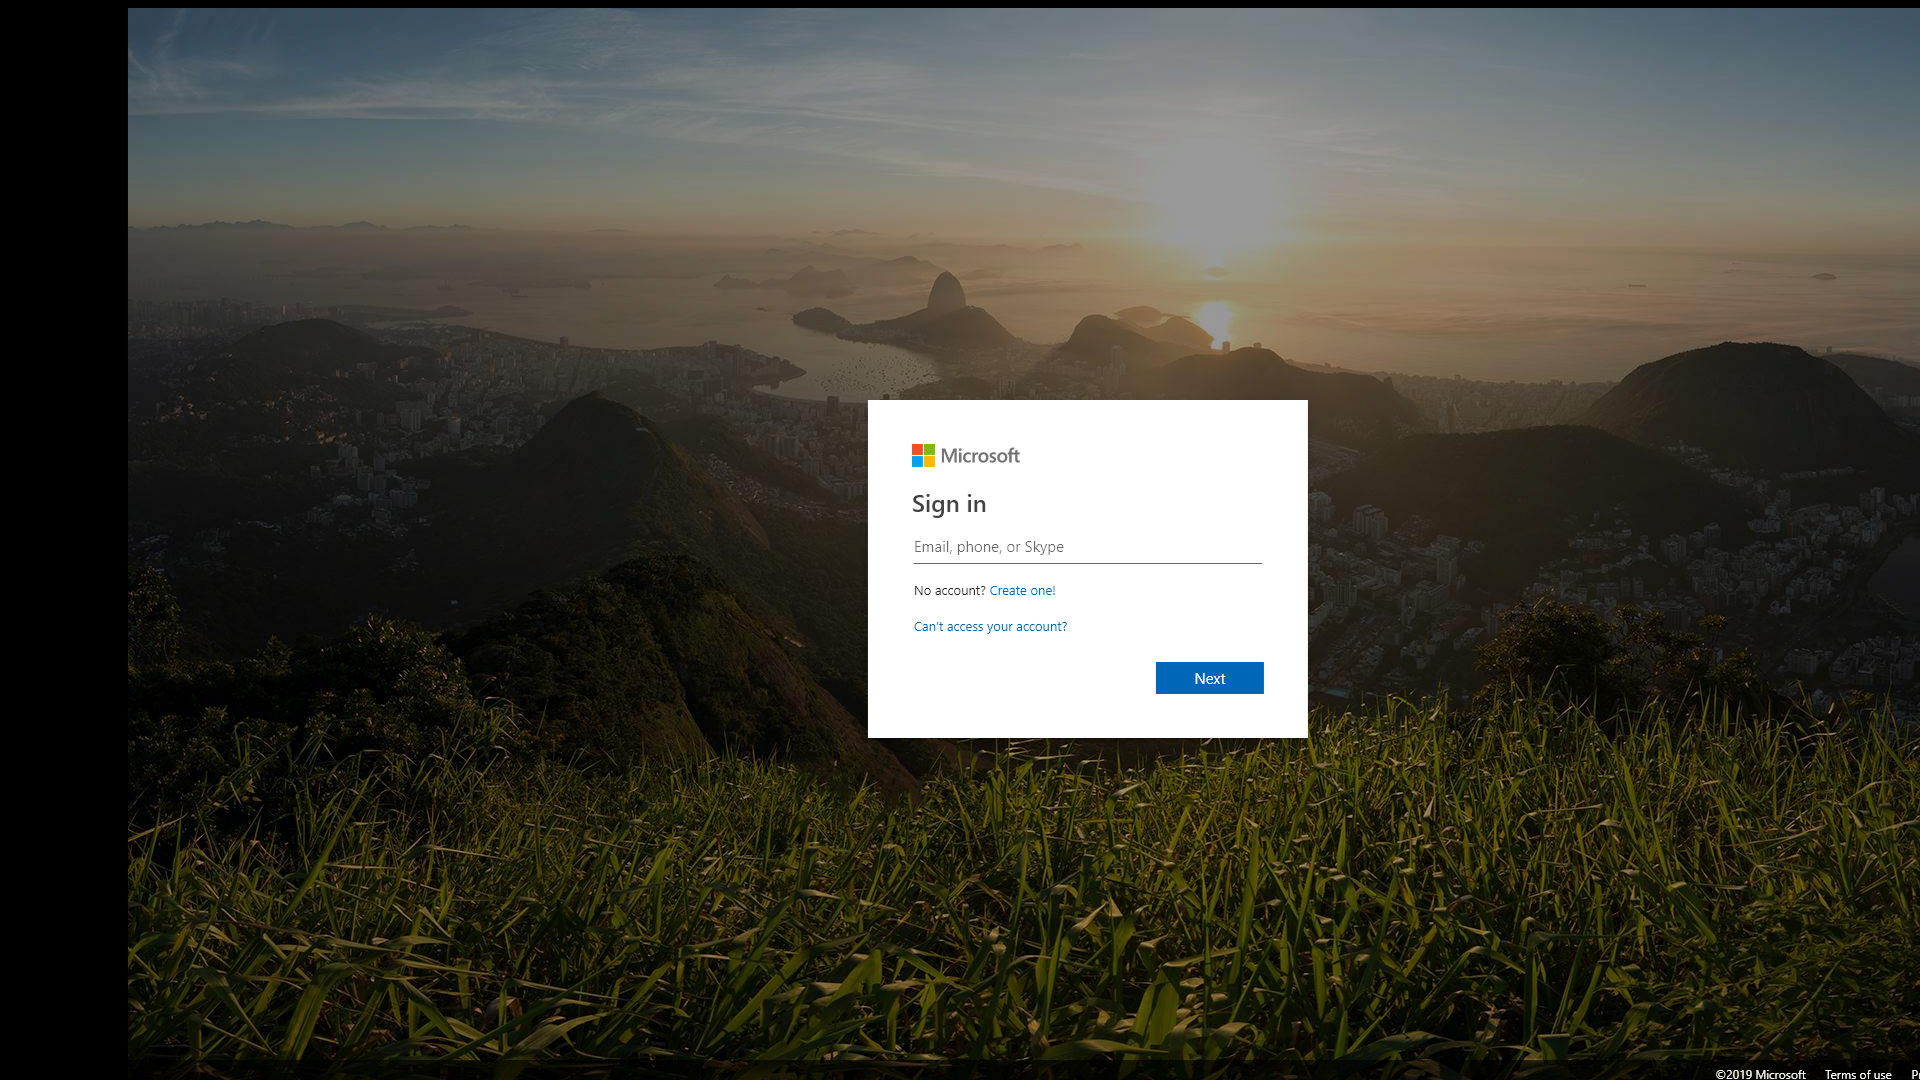 Microsoft
Sign in
Email, phone, or Skype
No account? Create one!
Can't access your account?
Next
©2019 Microsoft Terms of use